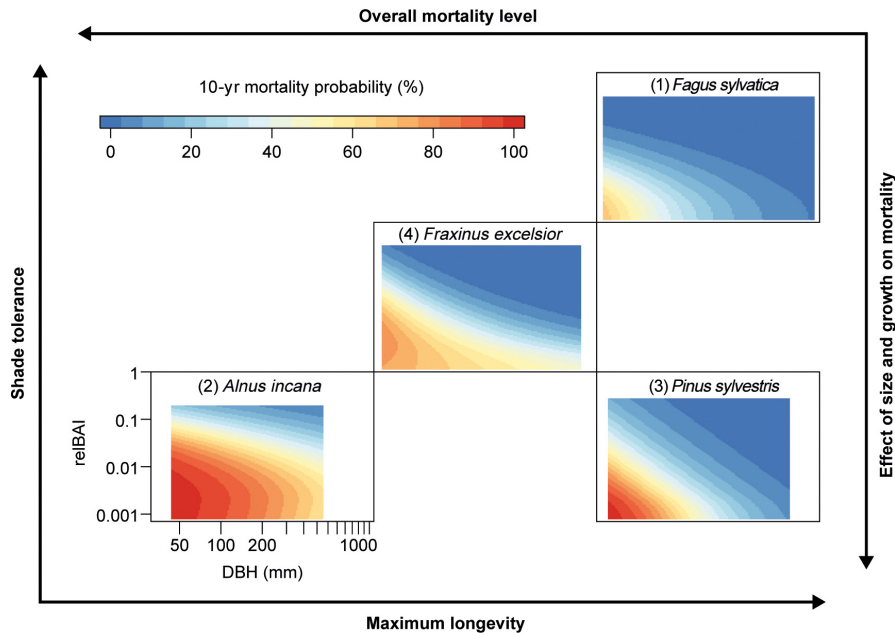 Overall mortality level
10-yr mortality probability (%)
0 20 40 60 80 100
(1) Fagus sylvatica
(4) Fraxinus excelsior
(2) Alnus incana
(3) Pinus sylvestris
1
0.1
0.01
0.001
relBAI
50 100 200 1000
DBH (mm)
Shade tolerance
Effect of size and growth on mortality
Maximum longevity